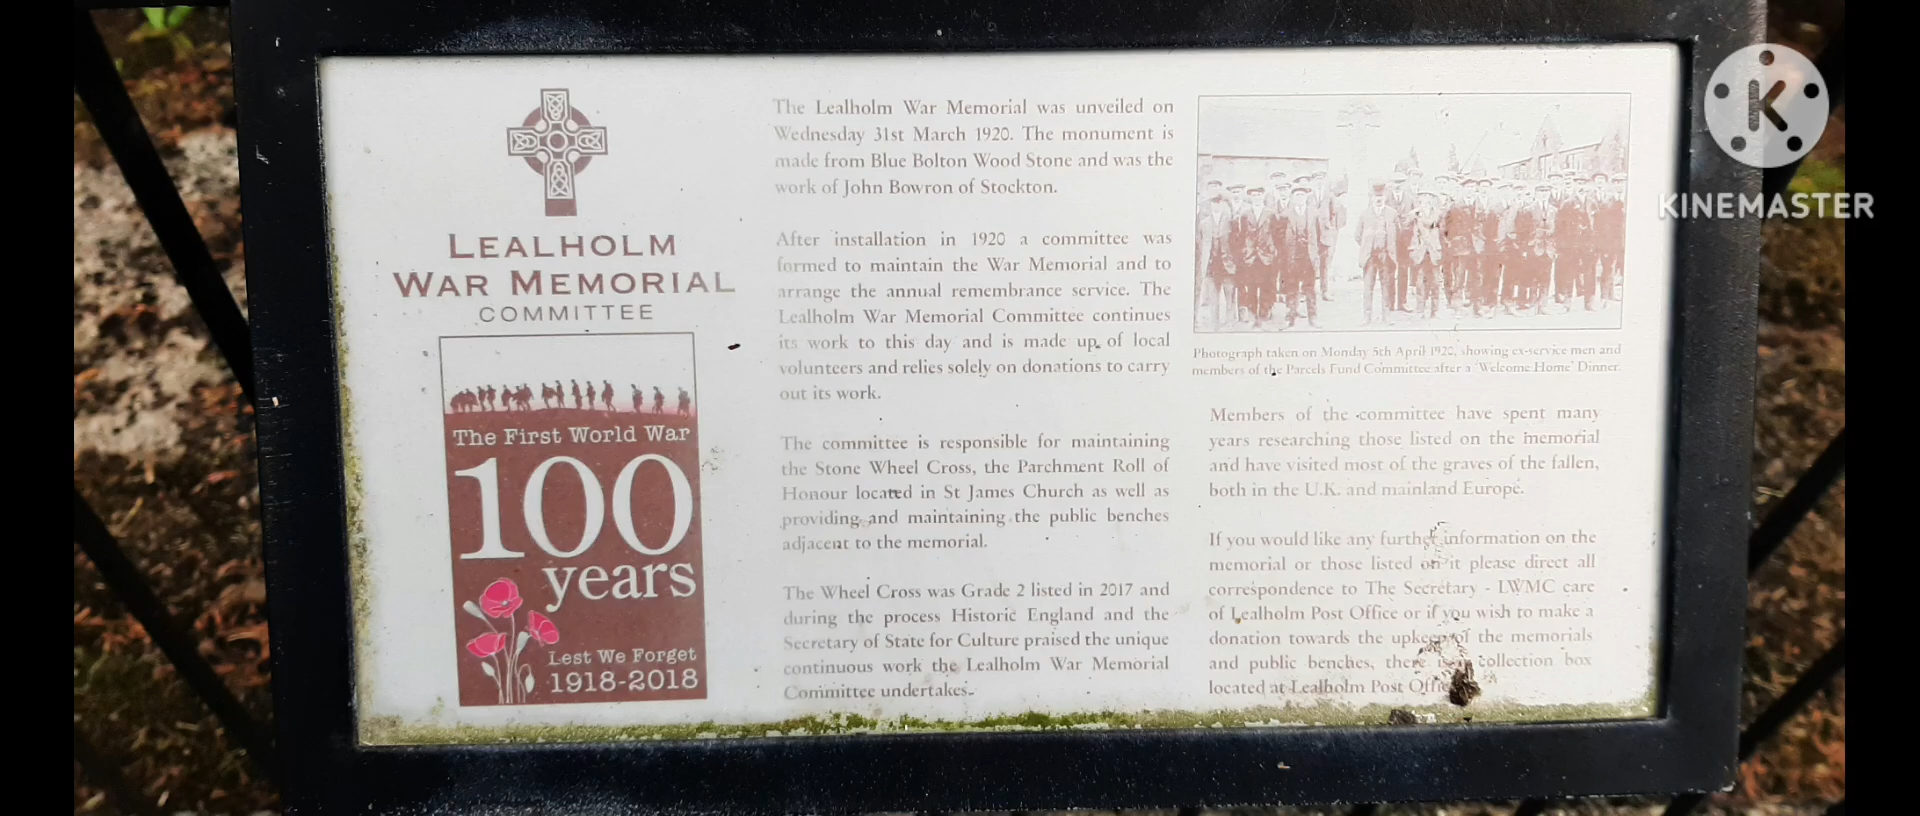 LEALHOLM
WAR MEMORIAL
COMMITTEE
The First World War
100
years
Lest We Forget
1918-2018
The Lealholm War Memorial was unveiled on
Wednesday 31st March 1920. The monument is
made from Blue Bolton Wood Stone and was the
work of John Bowron of Stockton.
After installation in 1920 a committee was
formed to maintain the War Memorial and to
arrange the annual remembrance service. The
Lealholm War Memorial Committee continues
its work to this day and is made up of local
volunteers and relies solely on donations to carry
out its work.
The committee is responsible for maintaining
the Stone Wheel Cross, the Parchment Roll of
Honour located in St James Church as well as
providing and maintaining the public benches
adjacent to the memorial.
The Wheel Cross was Grade 2 listed in 2017 and
during the process Historic England and the
Secretary of State for Culture praised the unique
continuous work the Lealholm War Memorial
Committee undertakes.
Photograph taken on Monday 5th April 1920, showing ex-service men and
members of the Parcels Fund Committee after a 'Welcome Home' Dinner.
Members of the committee have spent many
years researching those listed on the memorial
and have visited most of the graves of the fallen,
both in the U.K. and mainland Europe.
If you would like any further information on the
memorial or those listed on it please direct all
correspondence to The Secretary - LWMC care
of Lealholm Post Office or if you wish to make a
donation towards the upkeep of the memorials
and public benches, there is a collection box
located at Lealholm Post Office
K
KINEMASTER